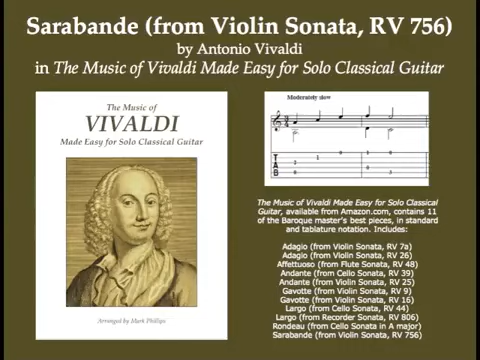 Sarabande (from Violin Sonata, RV 756)
by Antonio Vivaldi
in The Music of Vivaldi Made Easy for Solo Classical Guitar
The Music of
VIVALDI
Made Easy for Solo Classical Guitar
Arranged by Mark Phillips
Moderately slow
The Music of Vivaldi Made Easy for Solo Classical
Guitar, available from Amazon.com, contains 11
of the Baroque master's best pieces, in standard
and tablature notation. Includes:
Adagio (from Violin Sonata, RV 7a)
Adagio (from Violin Sonata, RV 26)
Affettuoso (from Flute Sonata, RV 48)
Andante (from Cello Sonata, RV 39)
Andante (from Violin Sonata, RV 25)
Gavotte (from Violin Sonata, RV 9)
Gavotte (from Violin Sonata, RV 16)
Largo (from Cello Sonata, RV 44)
Largo (from Recorder Sonata, RV 806)
Rondeau (from Cello Sonata in A major)
Sarabande (from Violin Sonata, RV 756)